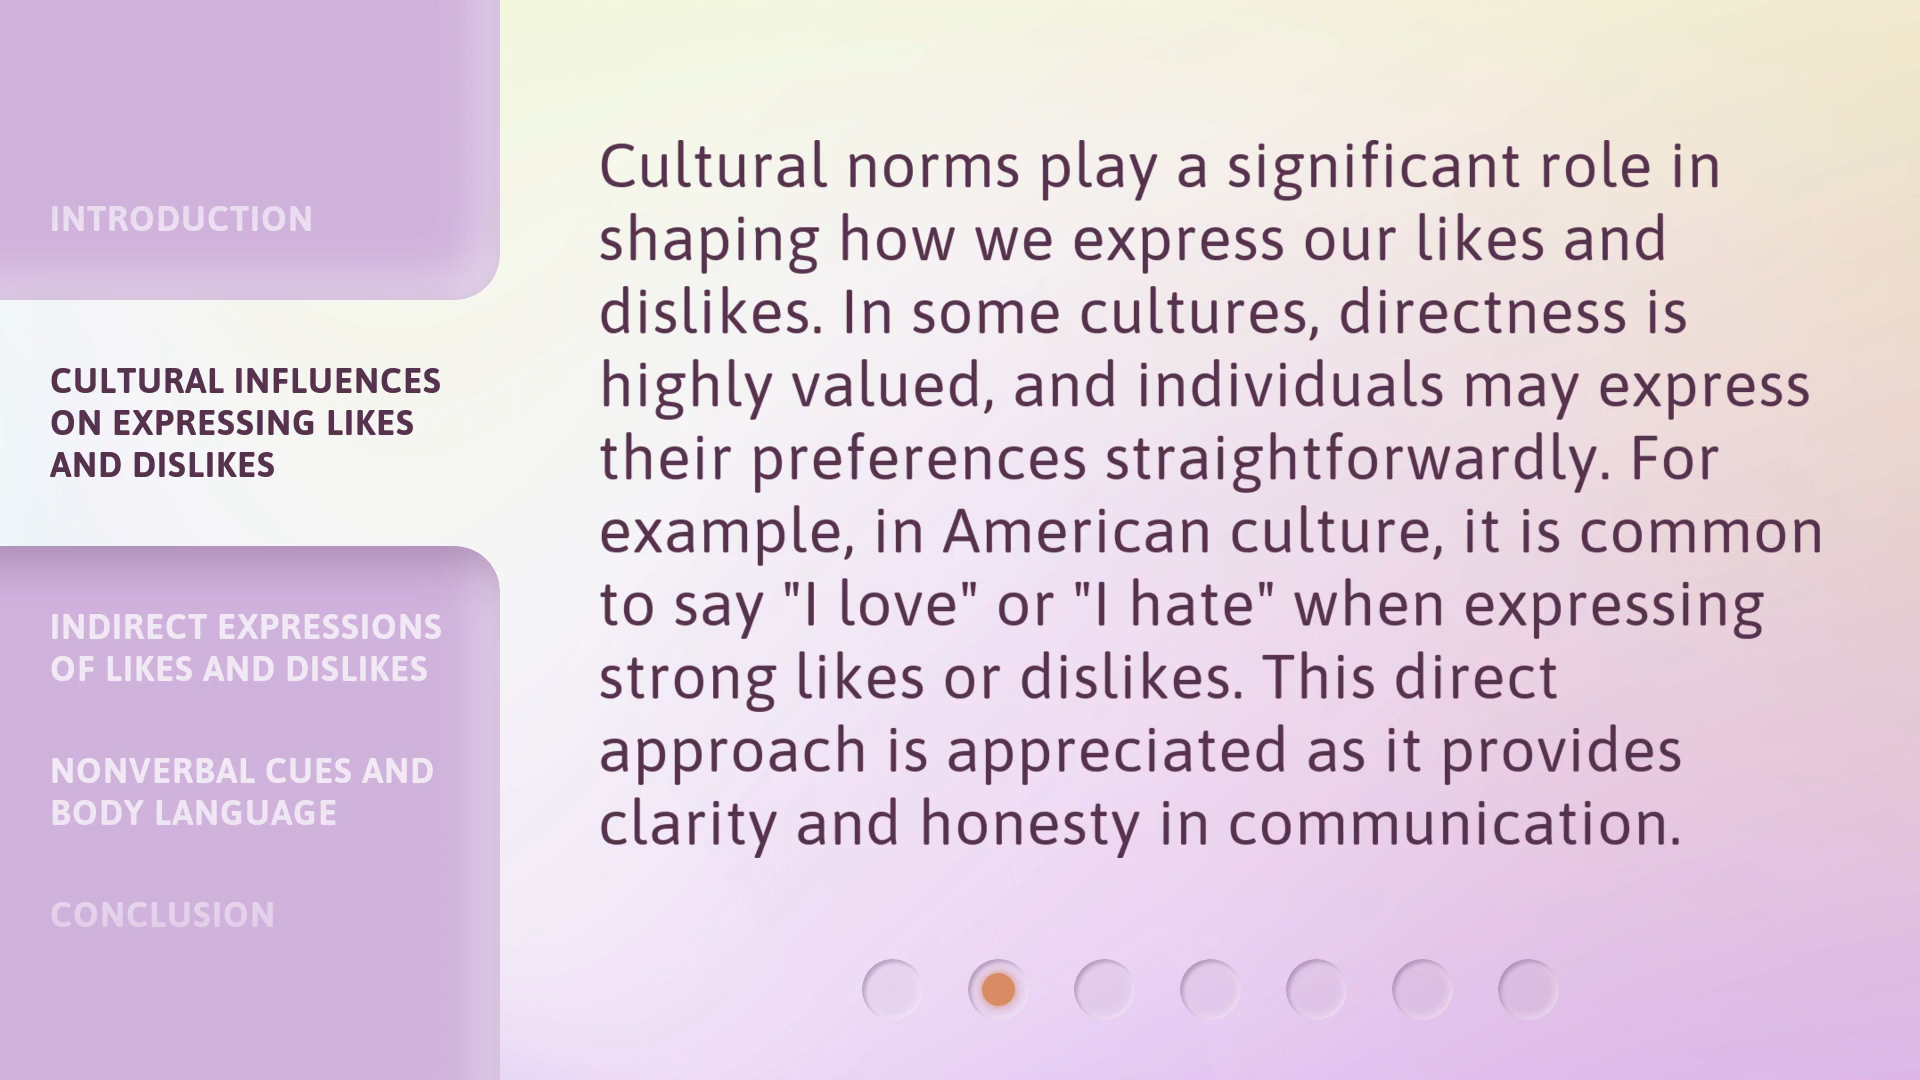 INTRODUCTION
CULTURAL INFLUENCES
ON EXPRESSING LIKES
AND DISLIKES
INDIRECT EXPRESSIONS
OF LIKES AND DISLIKES
NONVERBAL CUES AND
BODY LANGUAGE
CONCLUSION
Cultural norms play a significant role in
shaping how we express our likes and
dislikes. In some cultures, directness is
highly valued, and individuals may express
their preferences straightforwardly. For
example, in American culture, it is common
to say "I love" or "I hate" when expressing
strong likes or dislikes. This direct
approach is appreciated as it provides
clarity and honesty in communication.